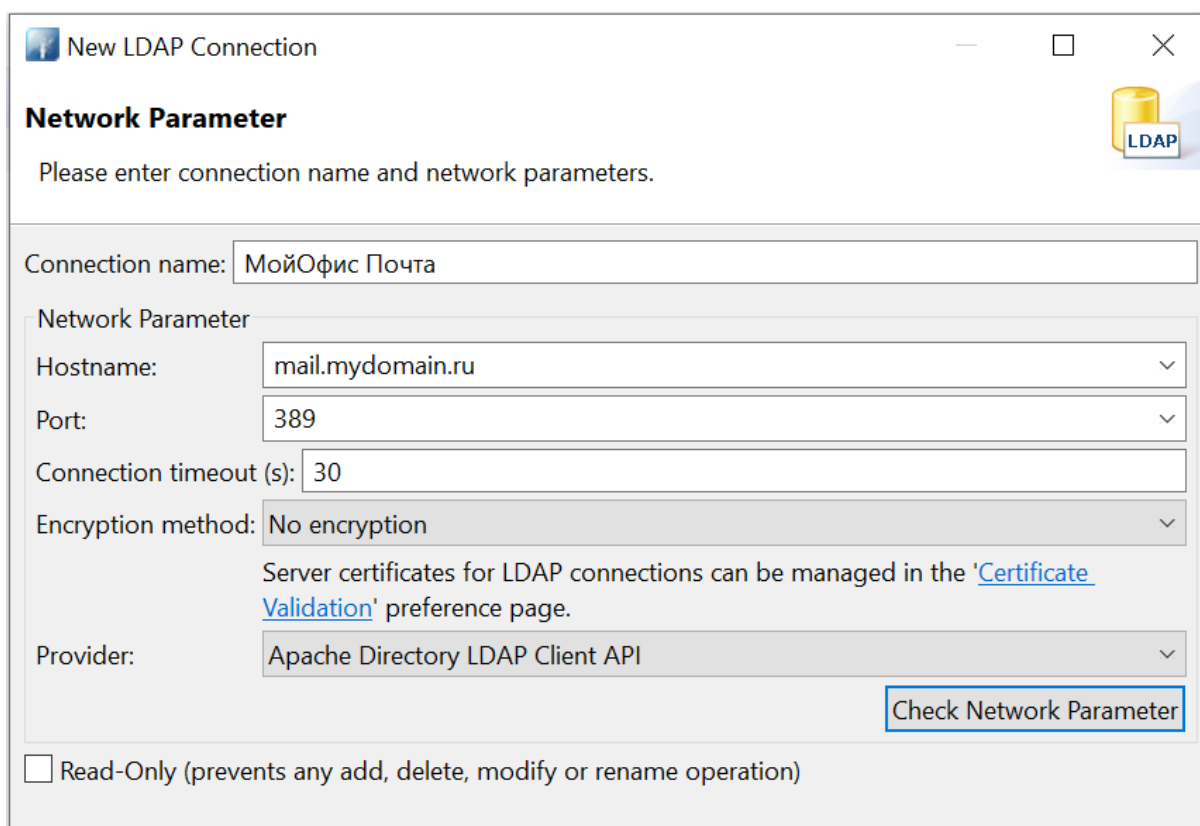 New LDAP Connection
Network Parameter
LDAP
Please enter connection name and network parameters.
Connection name: МойОфис Почта
Network Parameter
Hostname: mail.mydomain.ru
Port: 389
Connection timeout (s): 30
Encryption method: No encryption
Server certificates for LDAP connections can be managed in the 'Certificate
Validation' preference page.
Provider: Apache Directory LDAP Client API
Check Network Parameter
Read-Only (prevents any add, delete, modify or rename operation)